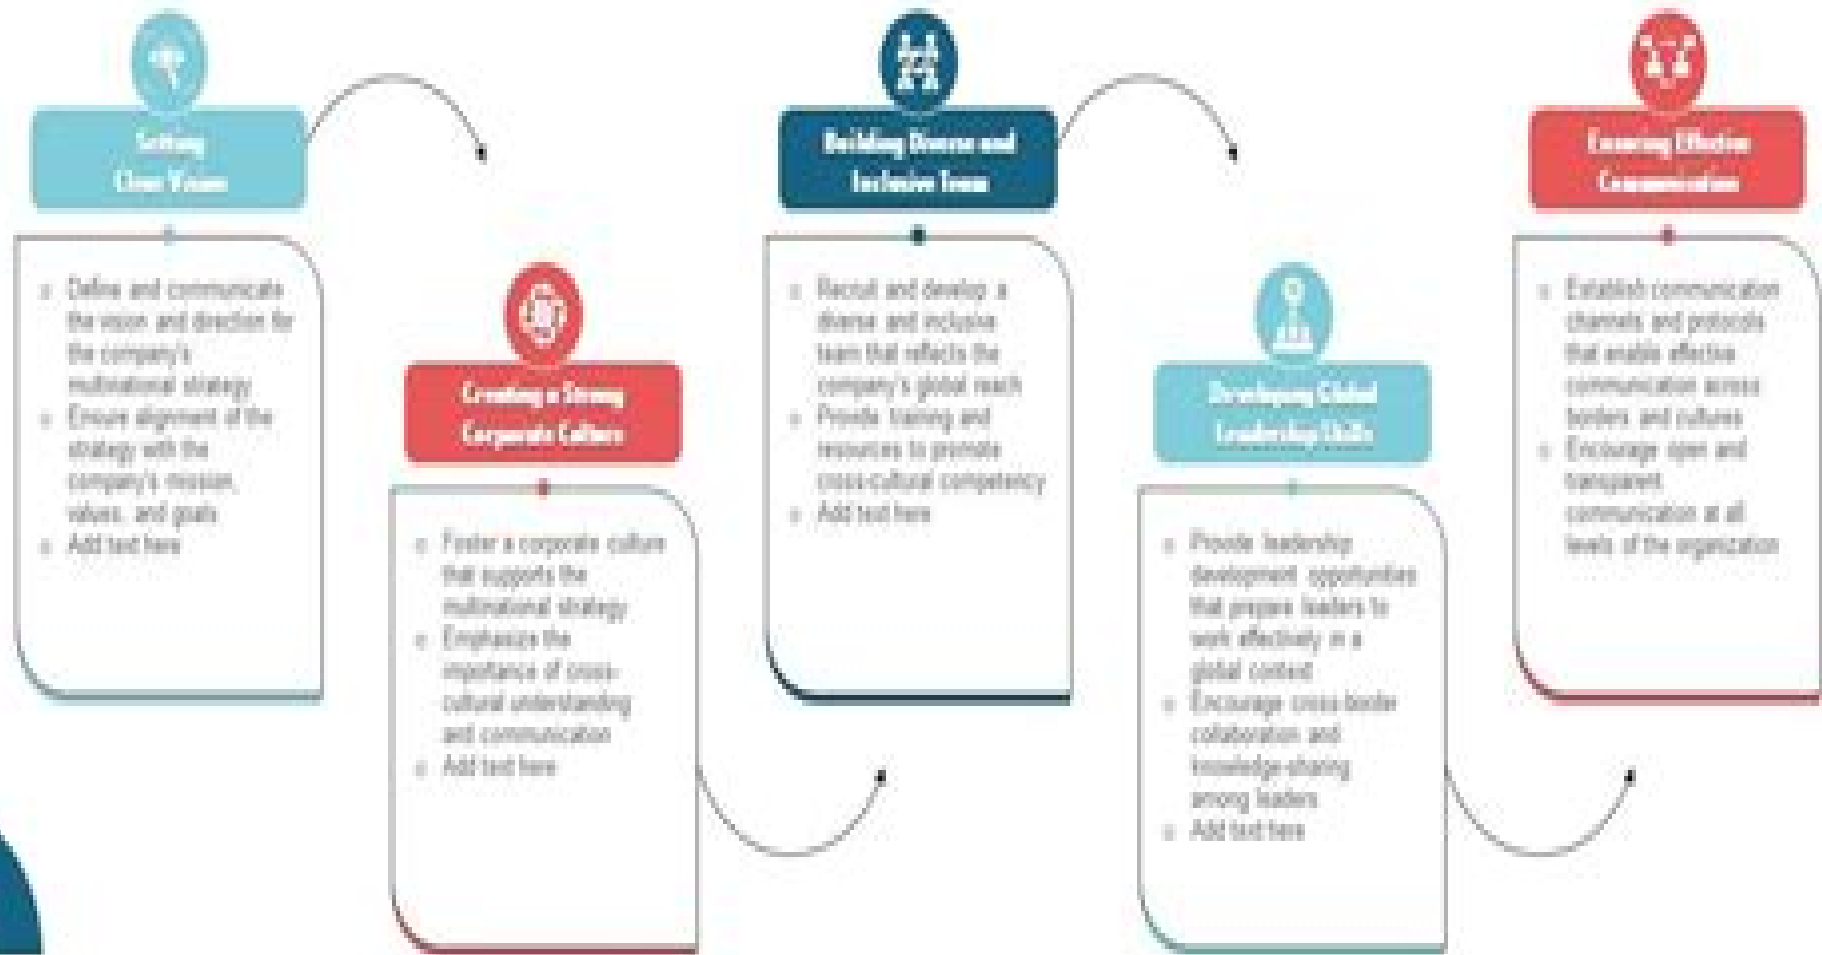 Setting
Clear Vision
Define and communicate
the vision and direction for
the company's
multinational strategy
Ensure alignment of the
strategy with the
company's mission,
values, and goals
Add text here
Creating a Strong
Corporate Culture
Foster a corporate culture
that supports the
multinational strategy
Emphasize the
importance of cross-
cultural understanding
and communication
Add text here
Building Diverse and
Inclusive Team
Recruit and develop a
diverse and inclusive
team that reflects the
company's global reach
Provide training and
resources to promote
cross-cultural competency
Add text here
Developing Global
Leadership Skills
Provide leadership
development opportunities
that prepare leaders to
work effectively in a
global context
Encourage cross-border
collaboration and
knowledge-sharing
among leaders
Add text here
Ensuring Effective
Communication
Establish communication
channels and protocols
that enable effective
communication across
borders and cultures
Encourage open and
transparent
communication at all
levels of the organization